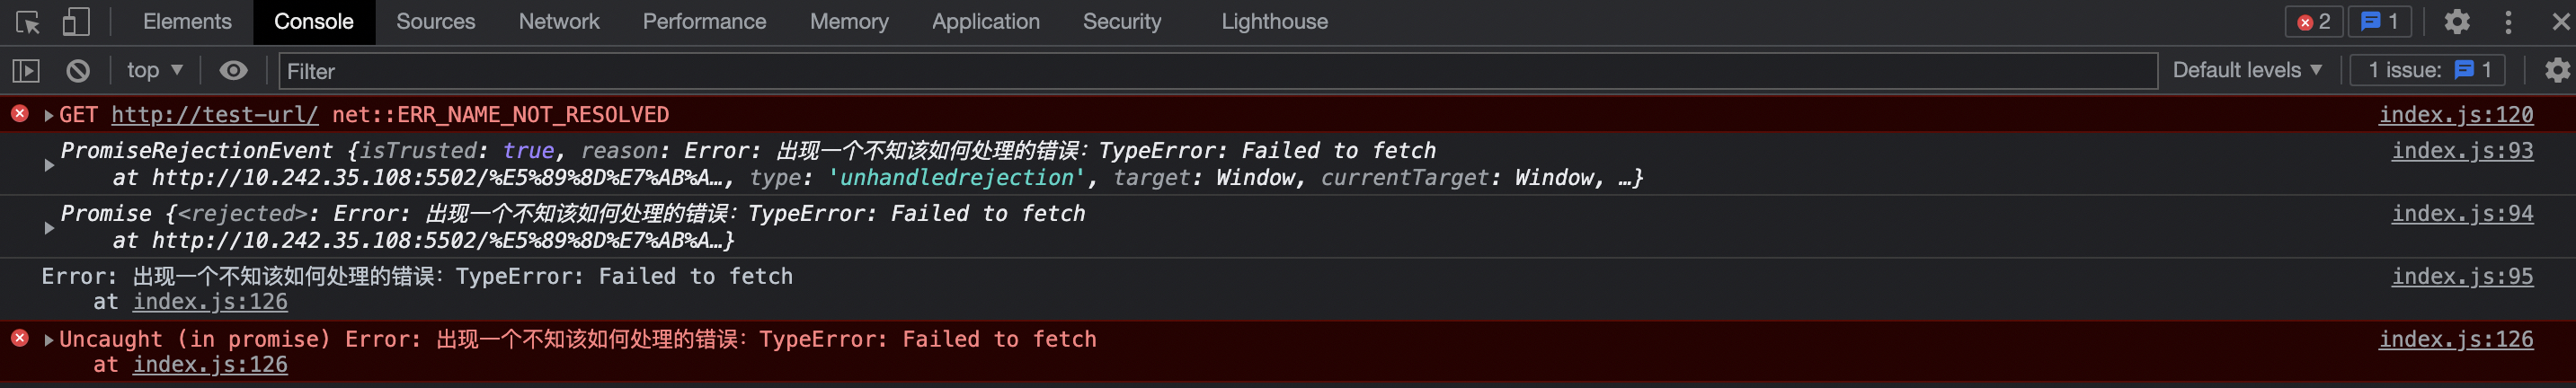 Elements Console Sources Network Performance Memory Application Security Lighthouse 2 1
top Filter Default levels 1 issue: 1
GET http://test-url/ net::ERR_NAME_NOT_RESOLVED index.js:120
PromiseRejectionEvent {isTrusted: true, reason: Error: 出现一个不知该如何处理的错误: TypeError: Failed to fetch index.js:93
at http://10.242.35.108:5502/%E5%89%8D%E7%AB%A…, type: 'unhandledrejection', target: Window, currentTarget: Window, …}
Promise {<rejected>: Error: 出现一个不知该如何处理的错误: TypeError: Failed to fetch index.js:94
at http://10.242.35.108:5502/%E5%89%8D%E7%AB%A…}
Error: 出现一个不知该如何处理的错误: TypeError: Failed to fetch index.js:95
at index.js:126
Uncaught (in promise) Error: 出现一个不知该如何处理的错误: TypeError: Failed to fetch index.js:126
at index.js:126